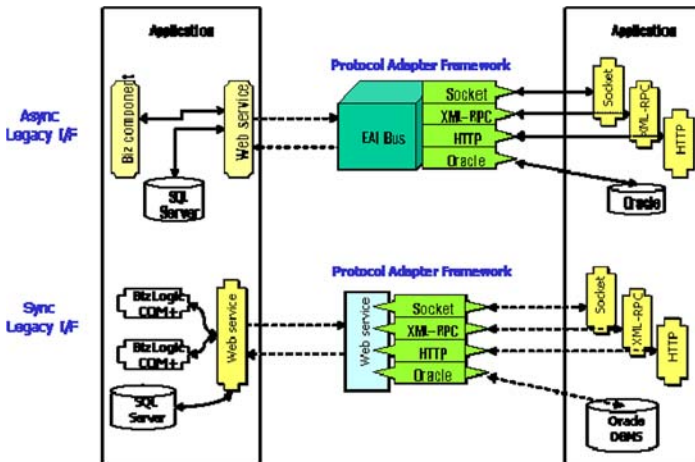 Application
Application
Protocol Adapter Framework
Async
Legacy I/F
Biz component
Web service
SQL
Server
EAI Bus
Socket
XML-RPC
HTTP
Oracle
Socket
XML-RPC
HTTP
Oracle
Protocol Adapter Framework
Sync
Legacy I/F
BizLogic
COM+
BizLogic
COM+
SQL
Server
Web service
Web service
Socket
XML-RPC
HTTP
Oracle
Socket
XML-RPC
HTTP
Oracle
DBMS